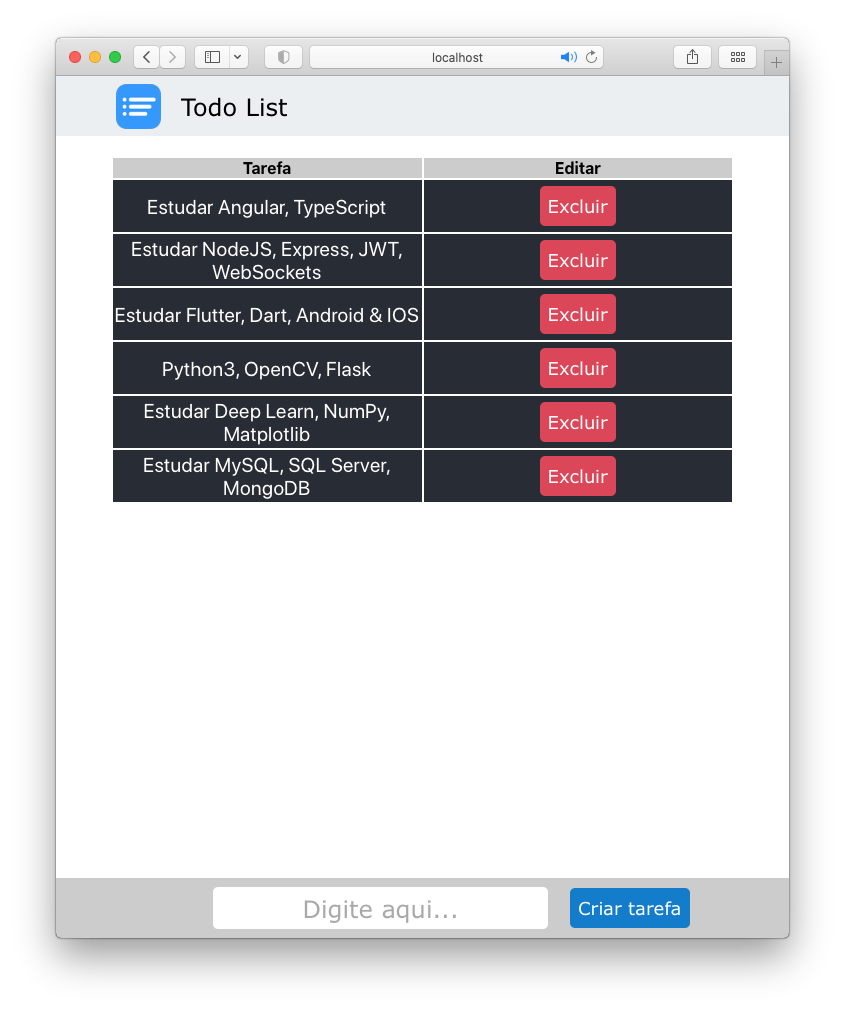 localhost
Todo List
Tarefa Editar
Estudar Angular, TypeScript Excluir
Estudar NodeJS, Express, JWT,
WebSockets
Excluir
Estudar Flutter, Dart, Android & IOS Excluir
Python3, OpenCV, Flask Excluir
Estudar Deep Learn, NumPy,
Matplotlib
Excluir
Estudar MySQL, SQL Server,
MongoDB
Excluir
Digite aqui... Criar tarefa